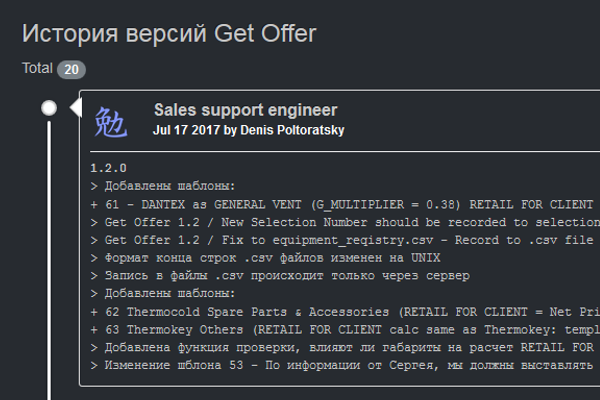 История версий Get Offer
Total 20
勉
Sales support engineer
Jul 17 2017 by Denis Poltoratsky
1.2.0
> Добавлены шаблоны:
+ 61 - DANTEX as GENERAL VENT (G_MULTIPLIER = 0.38) RETAIL FOR CLIENT
> Get Offer 1.2 / New Selection Number should be recorded to selection
> Get Offer 1.2 / Fix to equipment_registry.csv - Record to .csv file
> Формат конца строк .csv файлов изменен на UNIX
> Запись в файлы .csv происходит только через сервер
> Добавлены шаблоны:
+ 62 Thermocold Spare Parts & Accessories (RETAIL FOR CLIENT = Net Pri
+ 63 Thermokey Others (RETAIL FOR CLIENT calc same as Thermokey: templ
> Добавлена функция проверки, влияют ли габариты на расчет RETAIL FOR
> Изменение шблона 53 - По информации от Сергея, мы должны выставлять